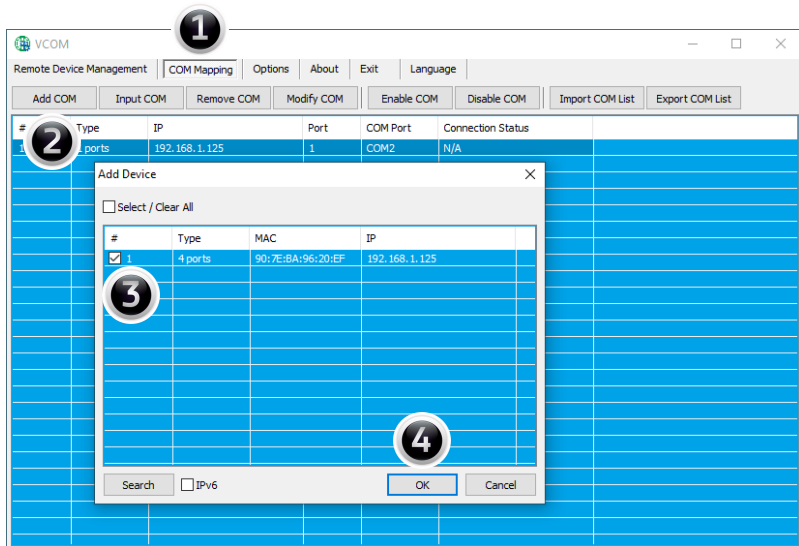 1
VCOM
Remote Device Management COM Mapping Options About Exit Language
Add COM Input COM Remove COM Modify COM Enable COM Disable COM Import COM List Export COM List
# Type IP Port COM Port Connection Status
2
1 ports 192.168.1.125 1 COM2 N/A
Add Device
Select / Clear All
# Type MAC IP
1 4 ports 90:7E:BA:96:20:EF 192.168.1.125
3
4
Search IPv6 OK Cancel